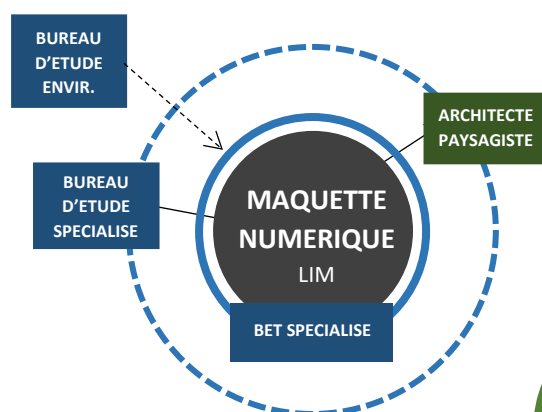 BUREAU
D'ETUDE
ENVIR.
ARCHITECTE
PAYSAGISTE
BUREAU
D'ETUDE
SPECIALISE
MAQUETTE
NUMERIQUE
LIM
BET SPECIALISE